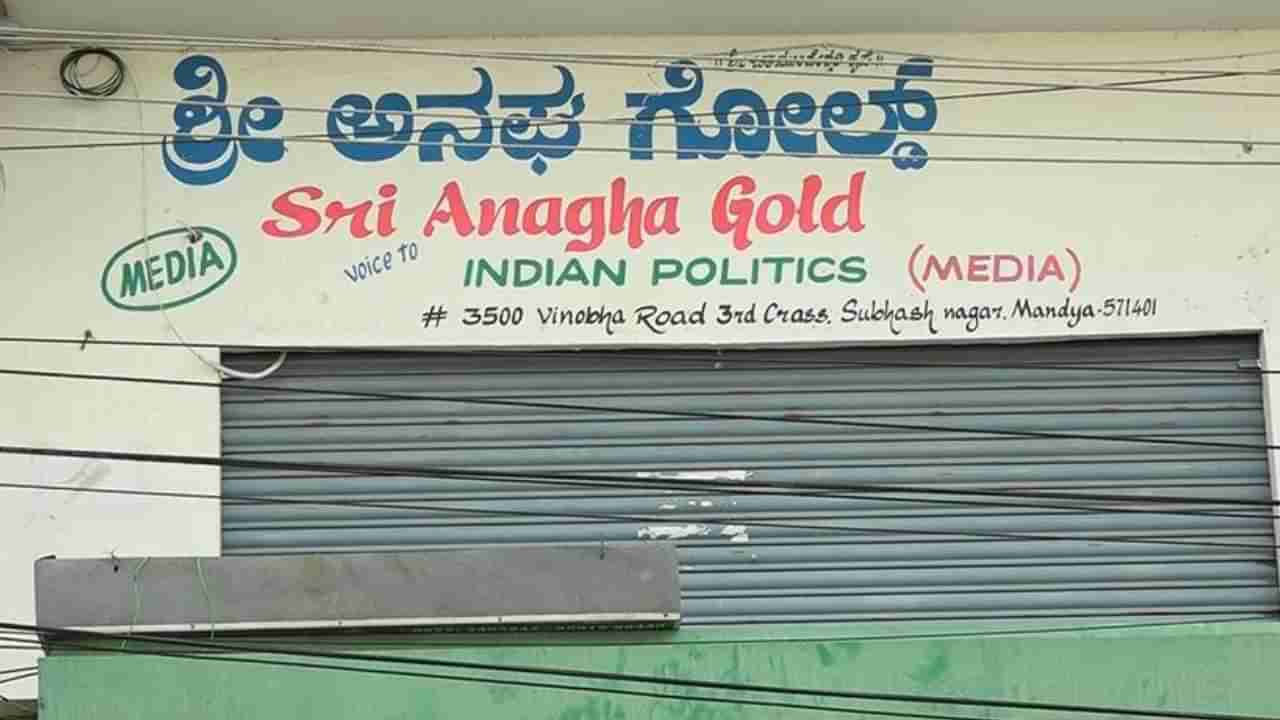 ಶ್ರೀ ಅನಘ ಗೋಲ್ಡ್
Sri Anagha Gold
MEDIA
Voice To
INDIAN POLITICS (MEDIA)
# 3500 Vinobha Road 3rd Crass. Subhash nagar. Mandya-571401